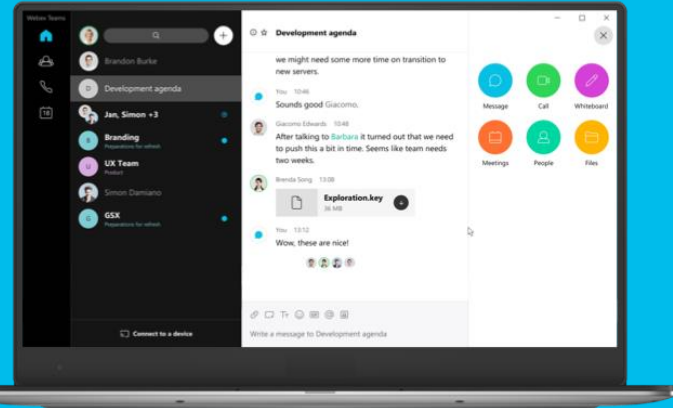 Webex Teams
Brandon Burke
D Development agenda
Jan, Simon +3
B Branding
Preparations for refresh
U UX Team
Product
Simon Damiano
G GSX
Preparations for refresh
Connect to a device
Development agenda
we might need some more time on transition to
new servers.
You 10:46
Sounds good Giacomo,
Giacomo Edwards 10:48
After talking to Barbara it turned out that we need
to push this a bit in time. Seems like team needs
two weeks.
Brenda Song 13:08
Exploration.key
36 MB
You 13:12
Wow, these are nice!
Write a message to Development agenda
Message Call Whiteboard
Meetings People Files
18